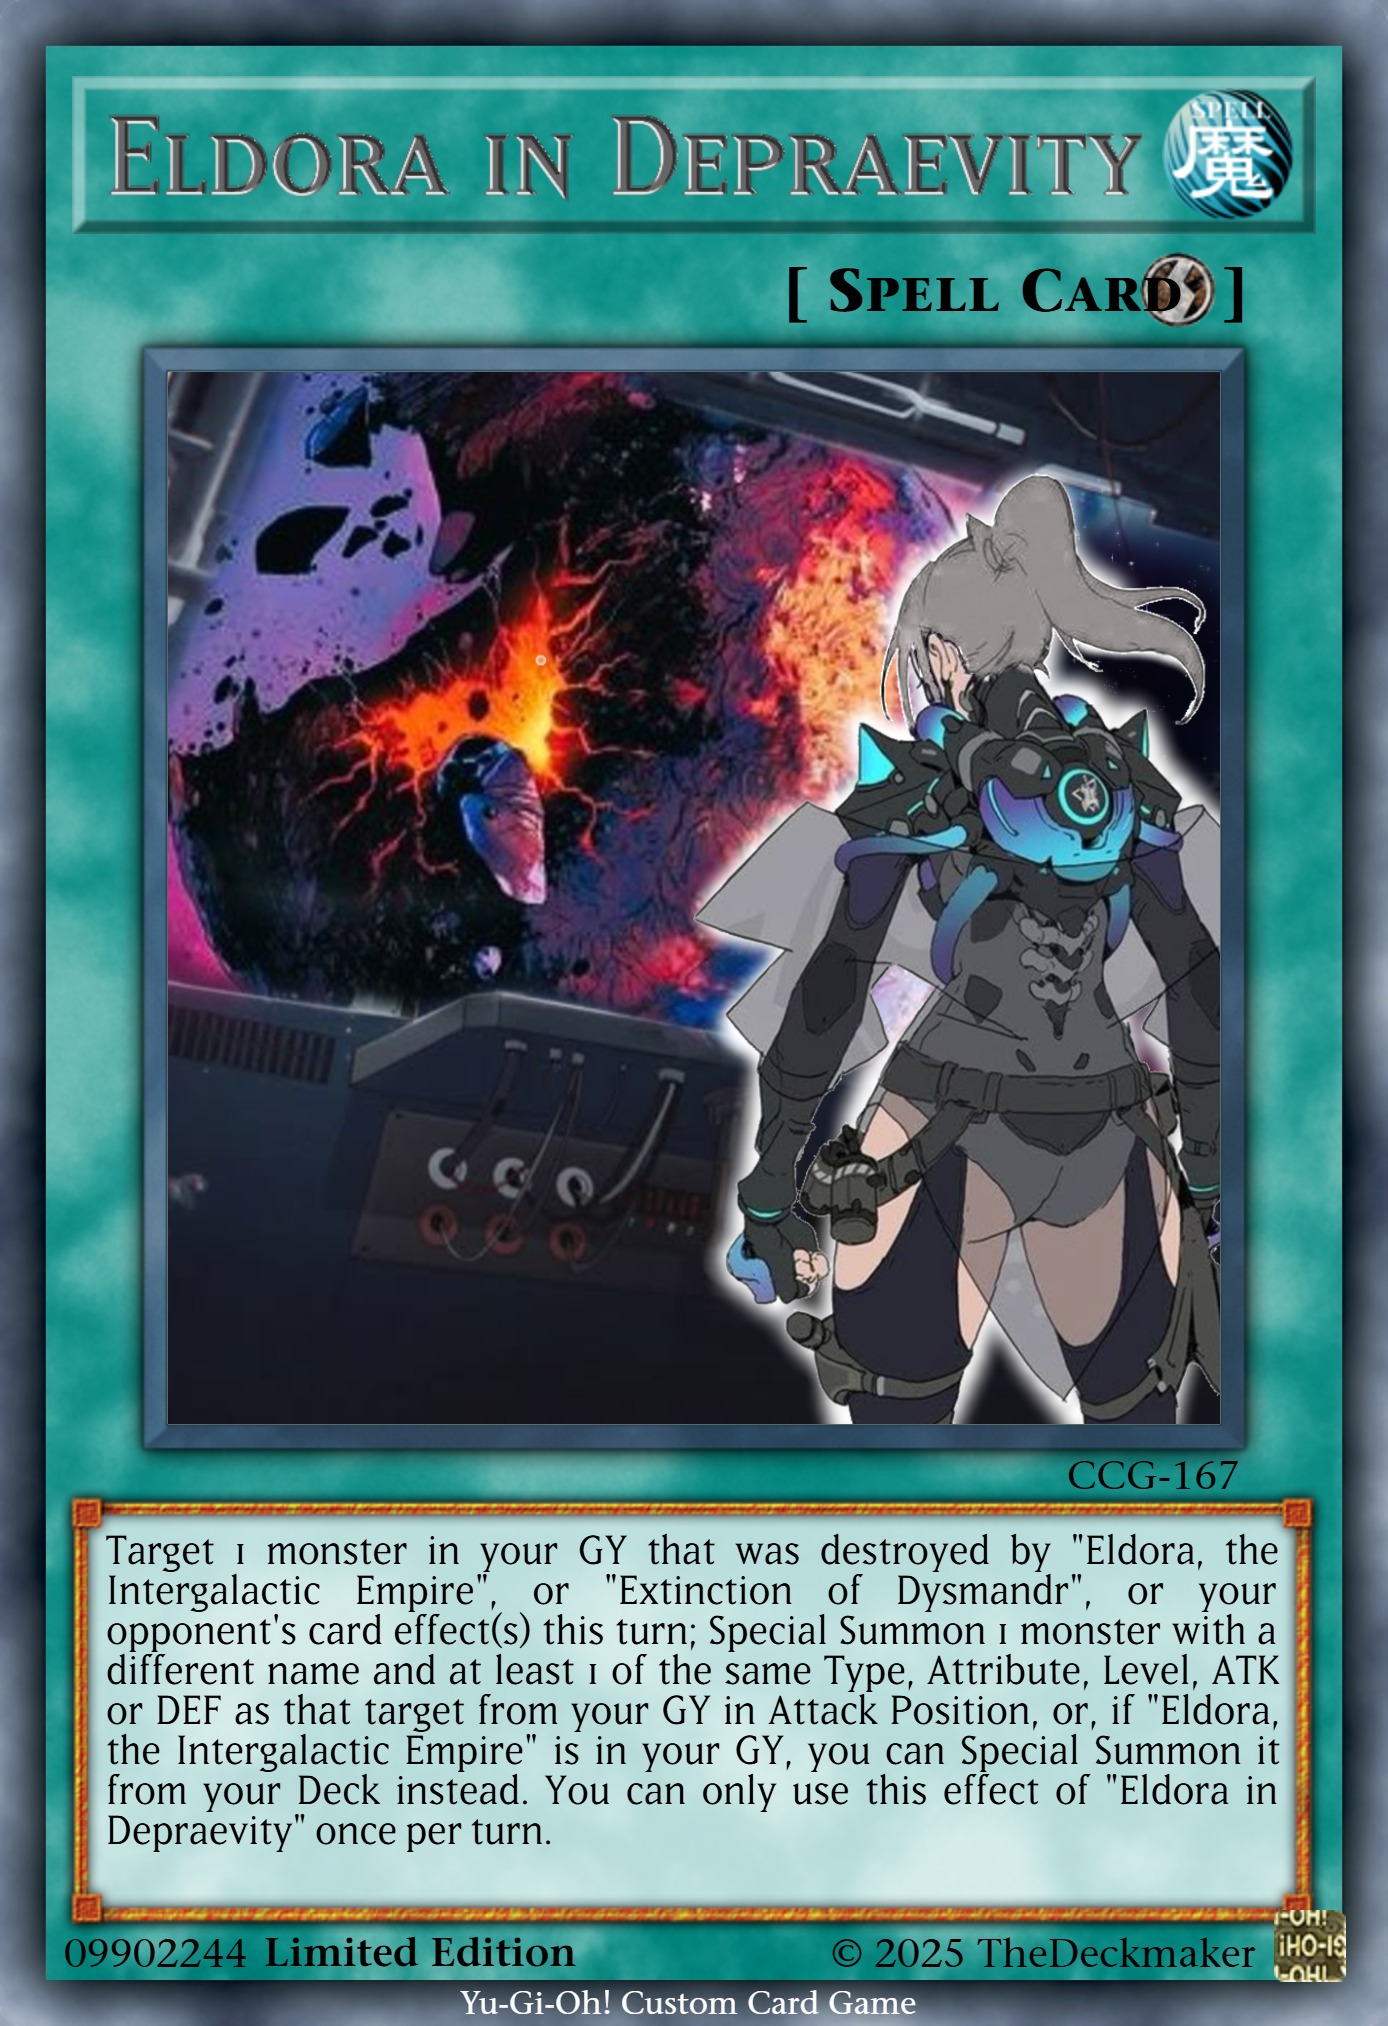 Eldora in Depraevity
SPELL
魔
[ Spell Card ]
CCG-167
Target 1 monster in your GY that was destroyed by "Eldora, the
Intergalactic Empire", or "Extinction of Dysmandr", or your
opponent's card effect(s) this turn; Special Summon 1 monster with a
different name and at least 1 of the same Type, Attribute, Level, ATK
or DEF as that target from your GY in Attack Position, or, if "Eldora,
the Intergalactic Empire" is in your GY, you can Special Summon it
from your Deck instead. You can only use this effect of "Eldora in
Depraevity" once per turn.
09902244 Limited Edition
© 2025 TheDeckmaker
Yu-Gi-Oh! Custom Card Game